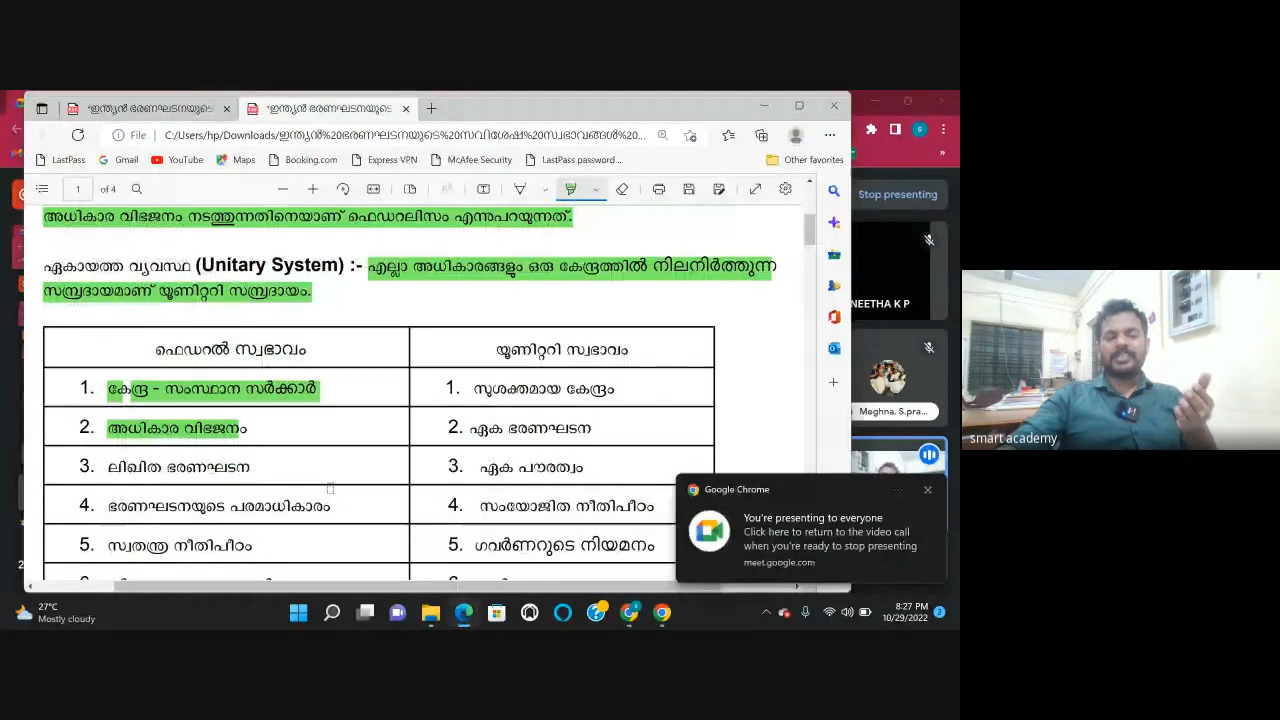 "ഇന്ത്യൻ ഭരണഘടനയുടെ
"ഇന്ത്യൻ ഭരണഘടനയുടെ
File
C:/Users/hp/Downloads/ഇന്ത്യൻ%20ഭരണഘടനയുടെ%20സവിശേഷ%20സ്വഭാവങ്ങൾ%20...
LastPass
Gmail
YouTube
Maps
Booking.com
Express VPN
McAfee Security
LastPass password...
Other favorites
1 of 4
Stop presenting
അധികാര വിഭജനം നടത്തുന്നതിനെയാണ് ഫെഡറലിസം എന്നുപറയുന്നത്.
ഏകായത്ത വ്യവസ്ഥ (Unitary System) :- എല്ലാ അധികാരങ്ങളും ഒരു കേന്ദ്രത്തിൽ നിലനിർത്തുന്ന
സമ്പ്രദായമാണ് യൂണിറ്ററി സമ്പ്രദായം.
ഫെഡറൽ സ്വഭാവം
യൂണിറ്ററി സ്വഭാവം
1. കേന്ദ്ര - സംസ്ഥാന സർക്കാർ
1. സുശക്തമായ കേന്ദ്രം
2. അധികാര വിഭജനം
2. ഏക ഭരണഘടന
3. ലിഖിത ഭരണഘടന
3. ഏക പൗരത്വം
4. ഭരണഘടനയുടെ പരമാധികാരം
4. സംയോജിത നീതിപീഠം
5. സ്വതന്ത്ര നീതിപീഠം
5. ഗവർണറുടെ നിയമനം
NEETHA K P
Meghna. S.pra...
smart academy
Google Chrome
You're presenting to everyone
Click here to return to the video call
when you're ready to stop presenting
meet.google.com
27°C
Mostly cloudy
8:27 PM
10/29/2022